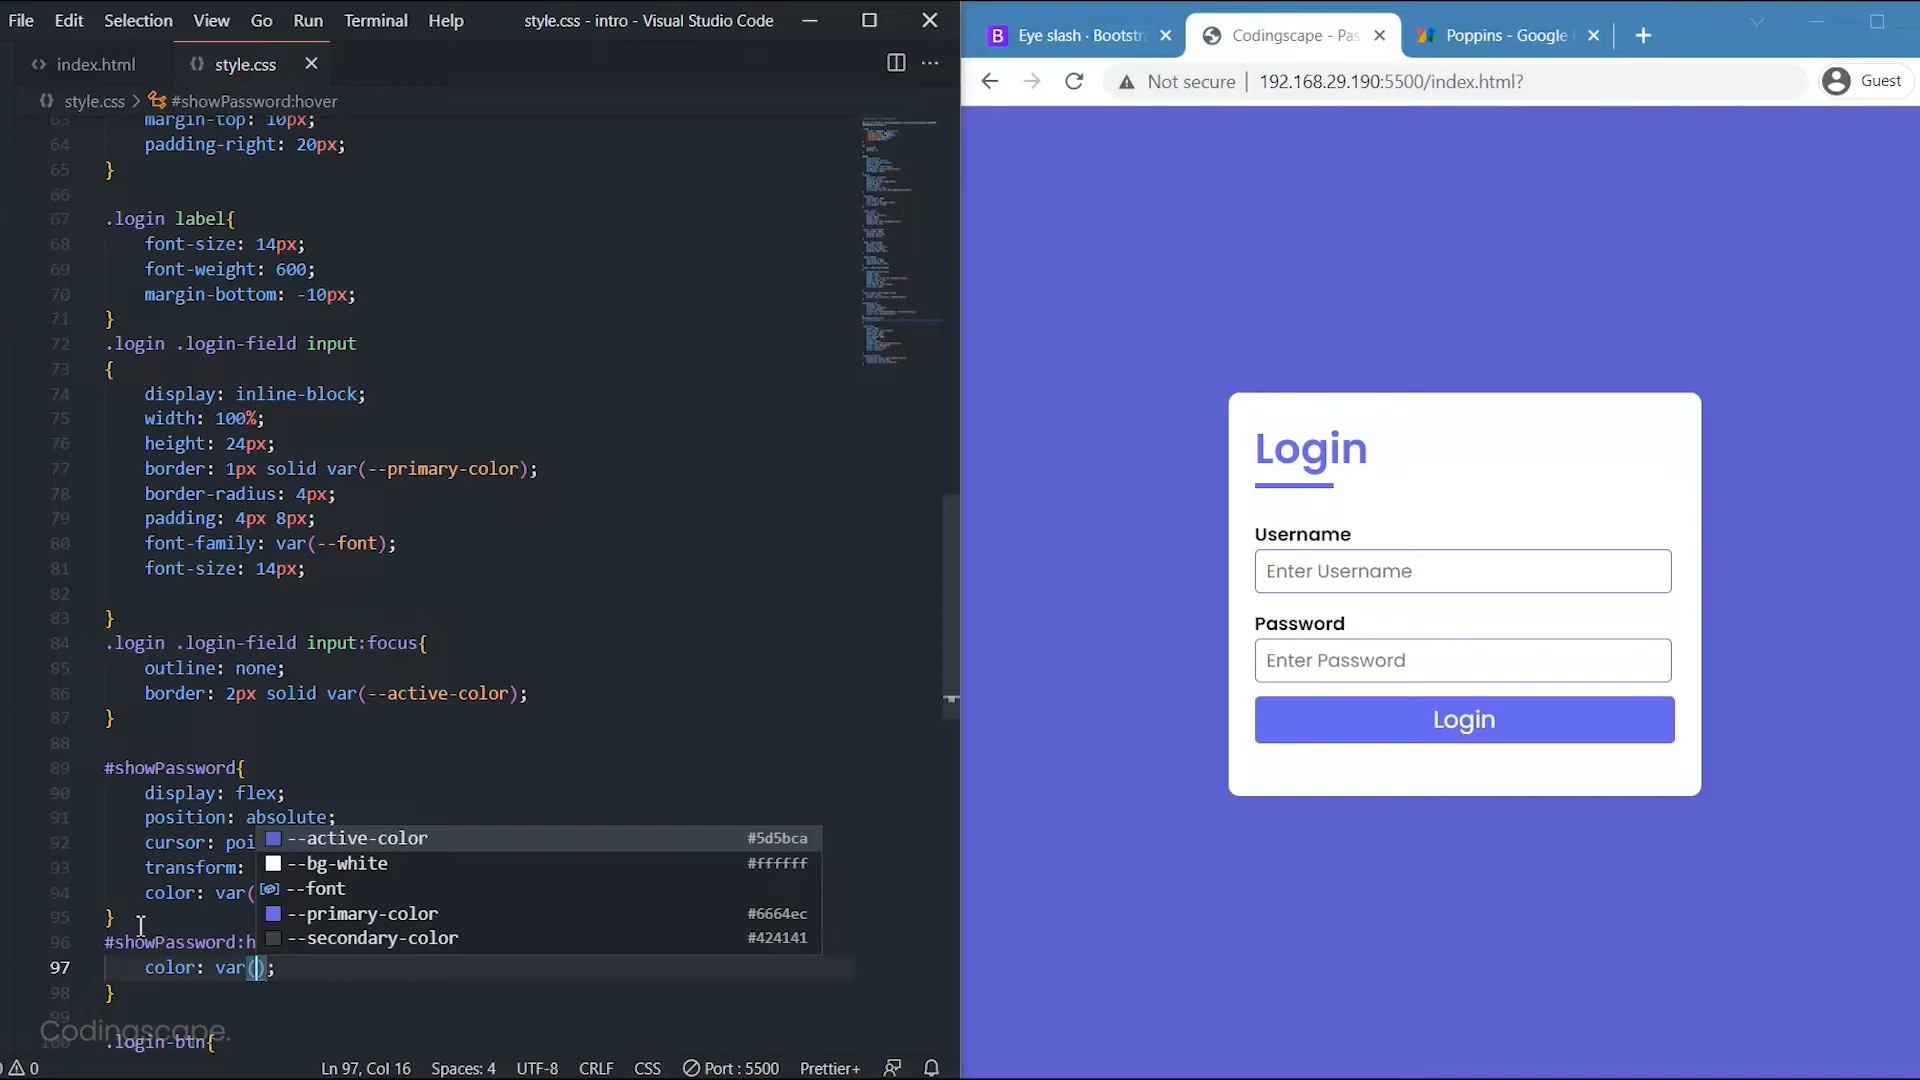 File Edit Selection View Go Run Terminal Help style.css - intro - Visual Studio Code
index.html style.css
style.css > #showPassword:hover
63 margin-top: 10px;
64 padding-right: 20px;
65 }
66
67 .login label{
68 font-size: 14px;
69 font-weight: 600;
70 margin-bottom: -10px;
71 }
72 .login .login-field input
73 {
74 display: inline-block;
75 width: 100%;
76 height: 24px;
77 border: 1px solid var(--primary-color);
78 border-radius: 4px;
79 padding: 4px 8px;
80 font-family: var(--font);
81 font-size: 14px;
82
83 }
84 .login .login-field input:focus{
85 outline: none;
86 border: 2px solid var(--active-color);
87 }
88
89 #showPassword{
90 display: flex;
91 position: absolute;
92 cursor: poi
93 transform:
94 color: var(
95 }
96 #showPassword:h
97 color: var();
98 }
99
100 .login-btn{
--active-color #5d5bca
--bg-white #ffffff
--font
--primary-color #6664ec
--secondary-color #424141
Codingscape.
0 Ln 97, Col 16 Spaces: 4 UTF-8 CRLF CSS Port : 5500 Prettier+
B Eye slash · Bootstra
Codingscape - Pas
Poppins - Google F
Not secure | 192.168.29.190:5500/index.html? Guest
Login
Username
Enter Username
Password
Enter Password
Login